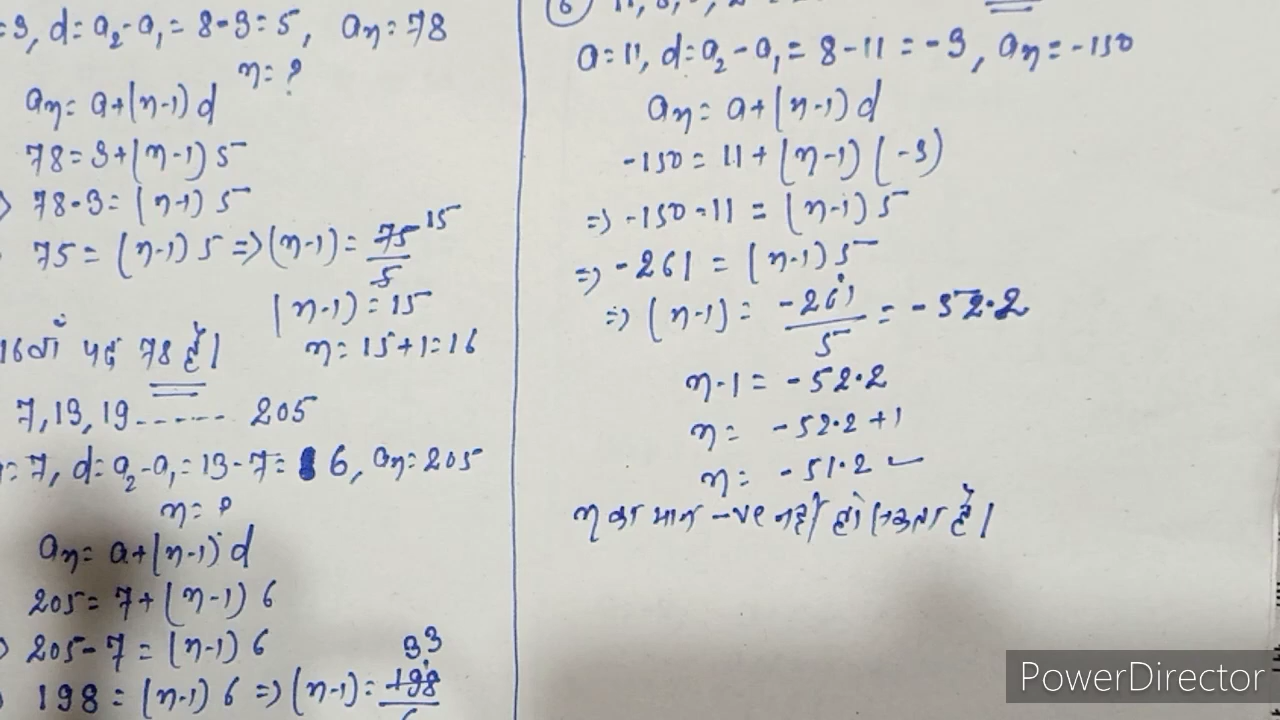 =3, d= a₂-a₁= 8-3=5, an=78
n=?
an= a+(n-1)d
78=3+(n-1)5
78-3=(n-1)5
75=(n-1)5=>(n-1)= 75/5 15
(n-1)=15
n=15+1=16
16वाँ पद 78 है।
7,13,19------ 205
=7, d=a₂-a₁=13-7= 6, an=205
n=?
an= a+(n-1)d
205=7+(n-1)6
205-7=(n-1)6
198=(n-1)6=>(n-1)= 198 33
6
a=11, d=a₂-a₁= 8-11=-3, an=-150
an= a+(n-1)d
-150= 11+(n-1)(-3)
=> -150-11 = (n-1)5
=> -261 = (n-1)5
=> (n-1)= -261/5 = -52.2
n-1= -52.2
n= -52.2+1
n= -51.2
n का मान -ve नहीं हो सकता है।
PowerDirector